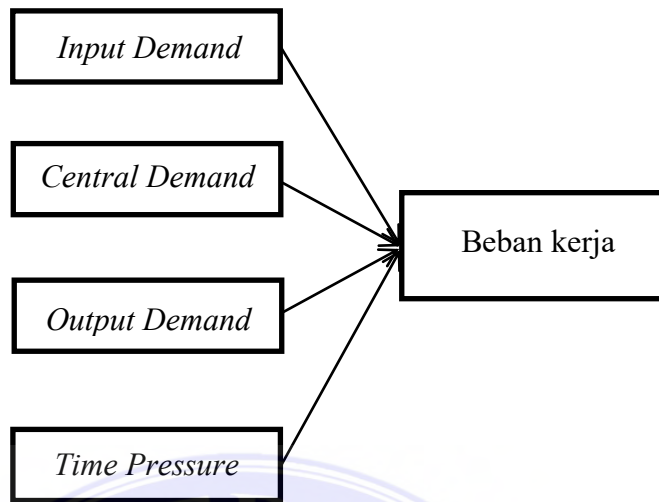 Input Demand
Central Demand
Beban kerja
Output Demand
Time Pressure